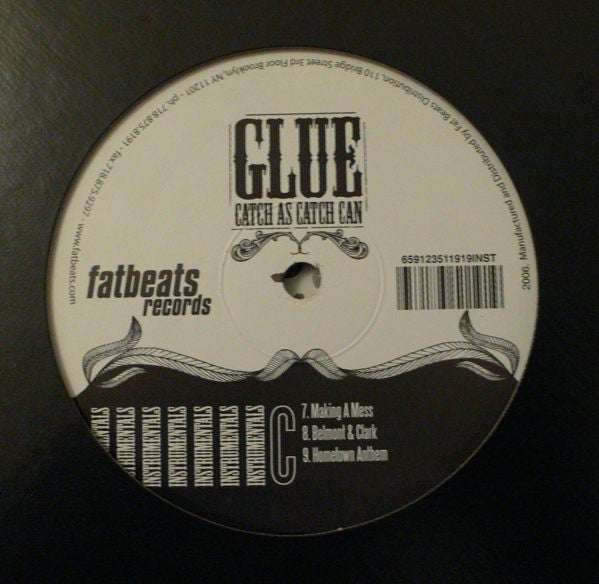 2006. Manufactured and Distributed by Fat Beats Distribution, 110 Bridge Street 3rd Floor Brooklyn, NY 11201 - ph. 718.875.8191 - fax 718.875.9297 - www.fatbeats.com
GLUE
CATCH AS CATCH CAN
659123511919INST
fatbeats
records
INSTRUMENTALS
INSTRUMENTALS
INSTRUMENTALS
INSTRUMENTALS
INSTRUMENTALS
INSTRUMENTALS
C
7. Making A Mess
8. Belmont & Clark
9. Hometown Anthem